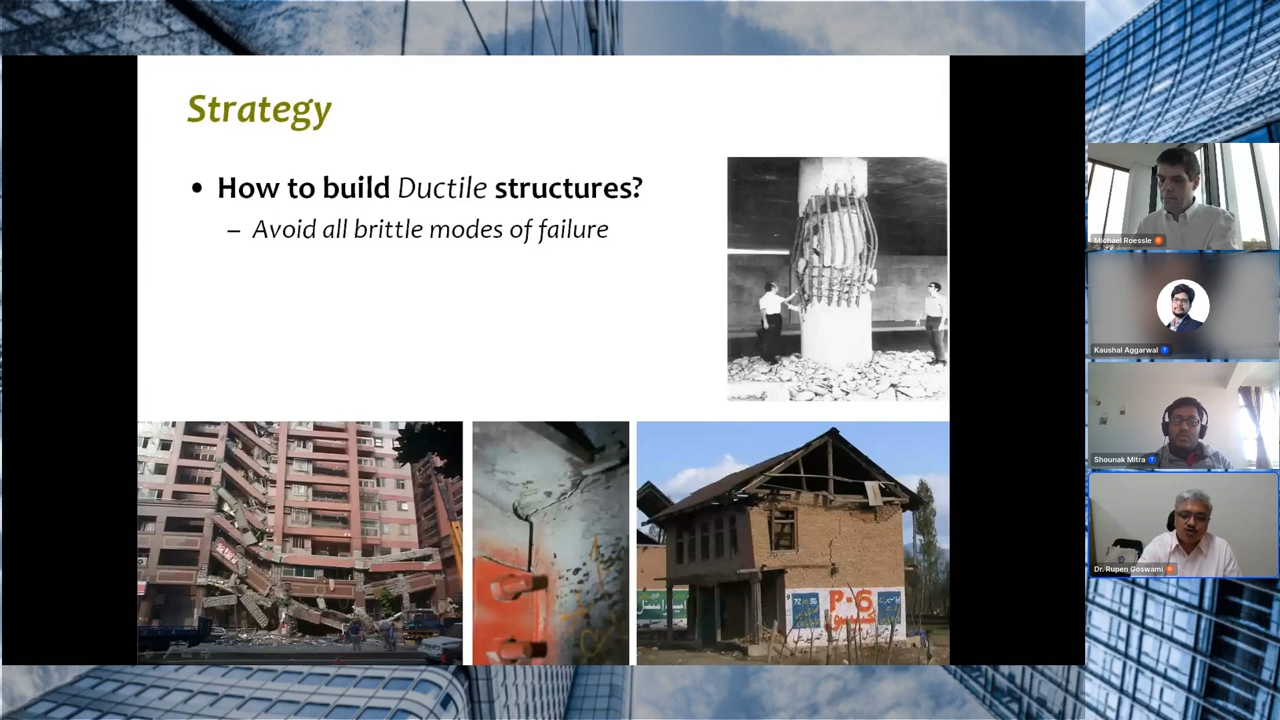 Strategy
• How to build Ductile structures?
– Avoid all brittle modes of failure
P-6
Michael Roessle
Kaushal Aggarwal
Shounak Mitra
Dr. Rupen Goswami